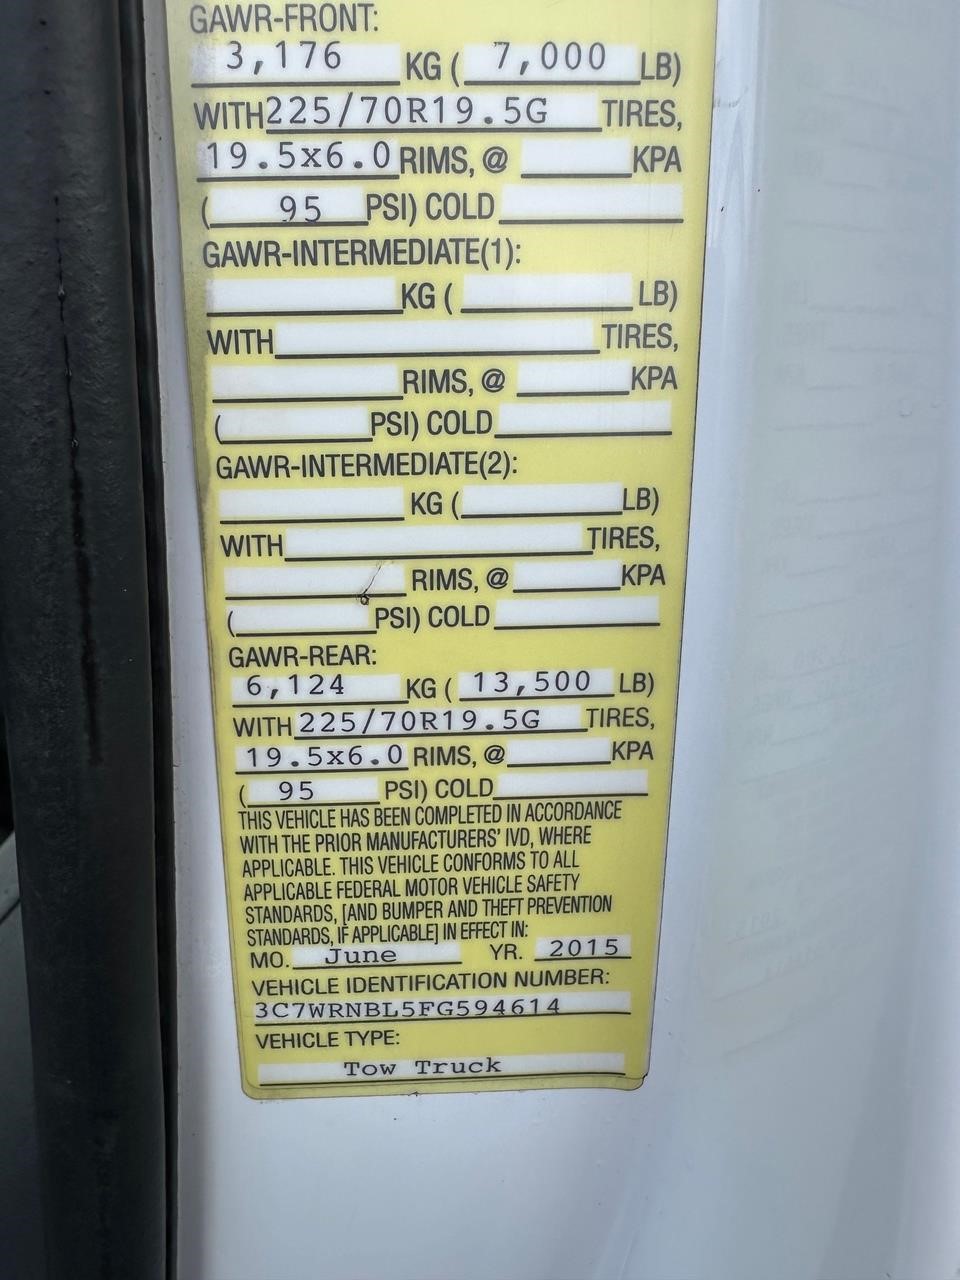 GAWR-FRONT:
3,176 KG ( 7,000 LB)
WITH 225/70R19.5G TIRES,
19.5x6.0 RIMS, @ KPA
( 95 PSI) COLD
GAWR-INTERMEDIATE(1):
KG ( LB)
WITH TIRES,
RIMS, @ KPA
( PSI) COLD
GAWR-INTERMEDIATE(2):
KG ( LB)
WITH TIRES,
RIMS, @ KPA
( PSI) COLD
GAWR-REAR:
6,124 KG ( 13,500 LB)
WITH 225/70R19.5G TIRES,
19.5x6.0 RIMS, @ KPA
( 95 PSI) COLD
THIS VEHICLE HAS BEEN COMPLETED IN ACCORDANCE
WITH THE PRIOR MANUFACTURERS' IVD, WHERE
APPLICABLE. THIS VEHICLE CONFORMS TO ALL
APPLICABLE FEDERAL MOTOR VEHICLE SAFETY
STANDARDS, [AND BUMPER AND THEFT PREVENTION
STANDARDS, IF APPLICABLE] IN EFFECT IN:
MO. June YR. 2015
VEHICLE IDENTIFICATION NUMBER:
3C7WRNBL5FG594614
VEHICLE TYPE:
Tow Truck